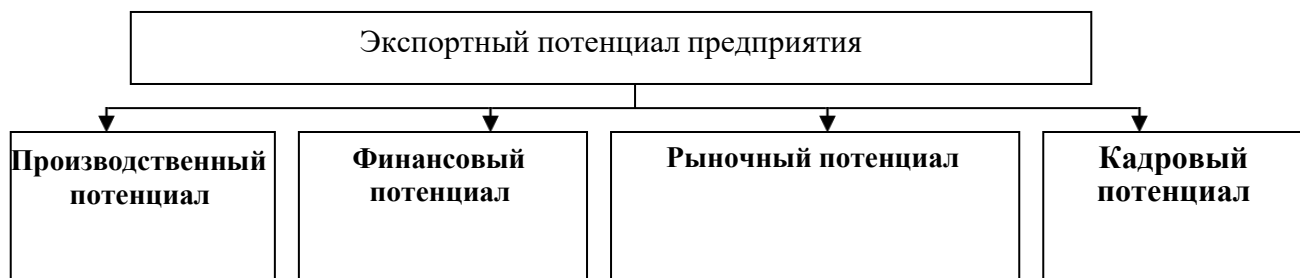 Экспортный потенциал предприятия
Производственный
потенциал
Финансовый
потенциал
Рыночный потенциал
Кадровый
потенциал